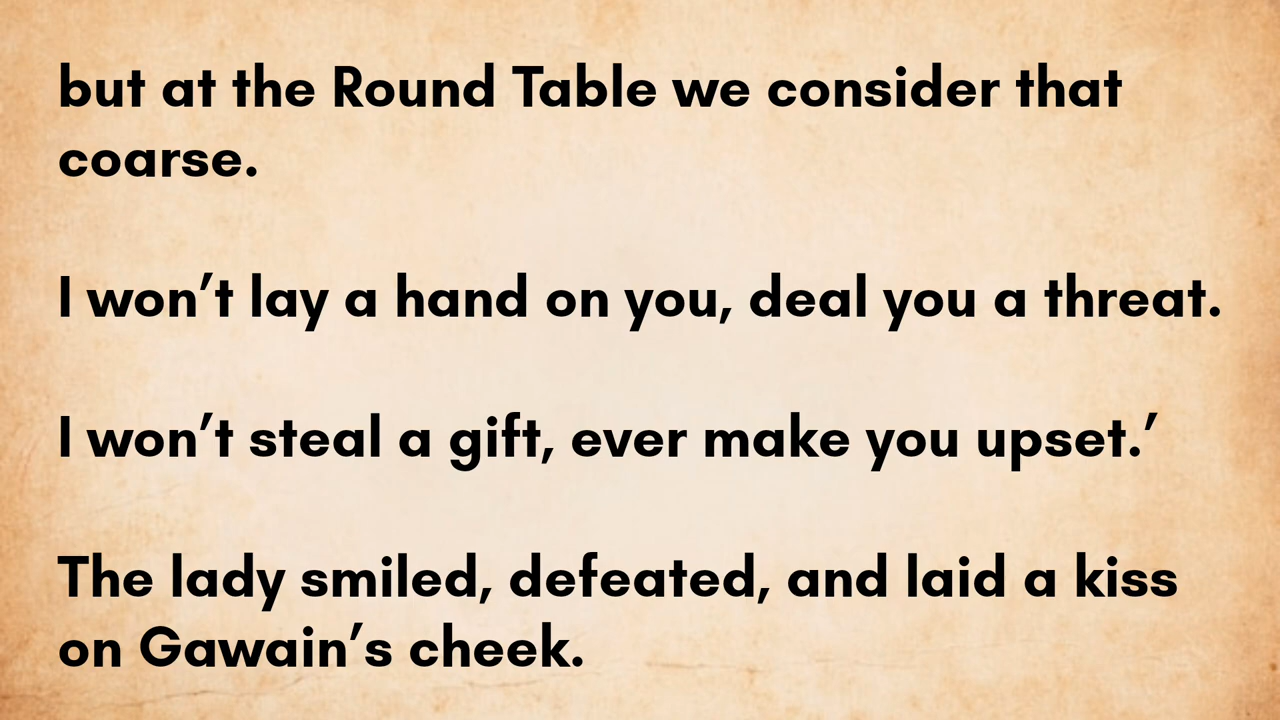 but at the Round Table we consider that
coarse.
I won’t lay a hand on you, deal you a threat.
I won’t steal a gift, ever make you upset.’
The lady smiled, defeated, and laid a kiss
on Gawain’s cheek.